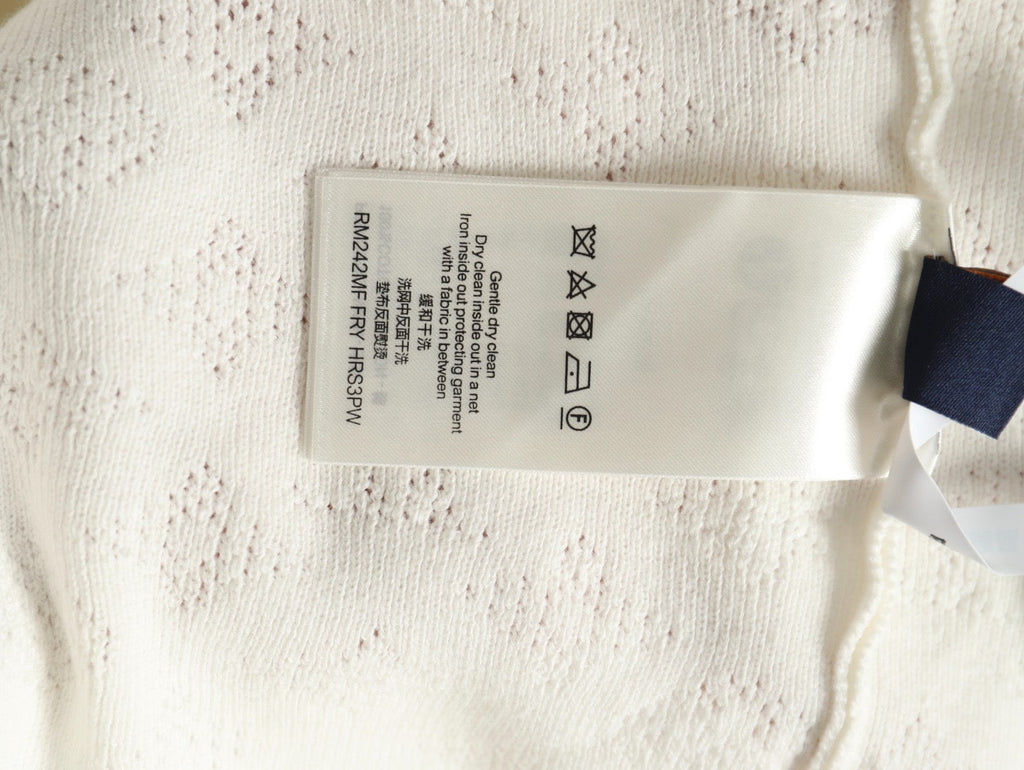 F
Gentle dry clean
Dry clean inside out in a net
Iron inside out protecting garment
with a fabric in between
缓和干洗
洗网中反面干洗
垫布反面熨烫
RM242MF FRY HRS3PW